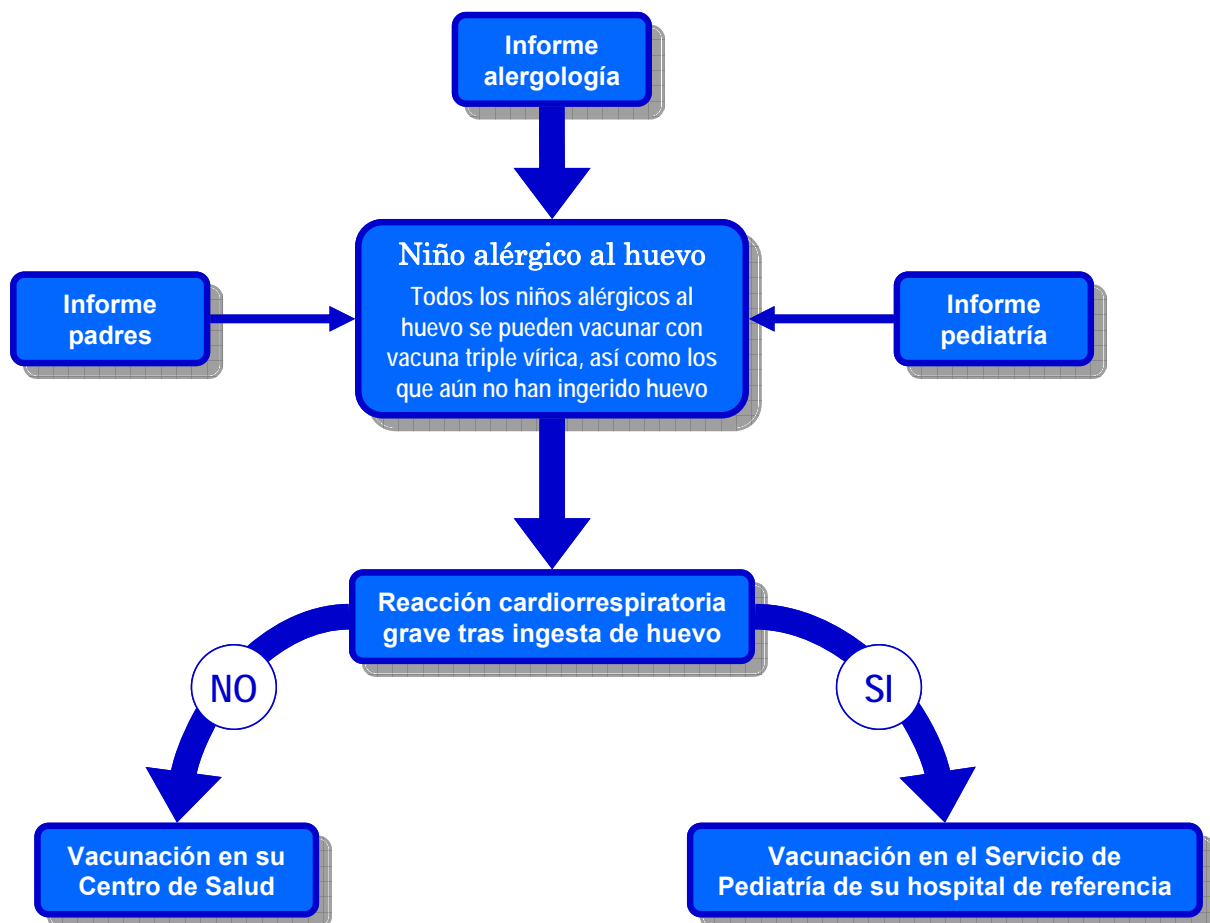 Informe
alergología
Niño alérgico al huevo
Todos los niños alérgicos al
huevo se pueden vacunar con
vacuna triple vírica, así como los
que aún no han ingerido huevo
Informe
padres
Informe
pediatría
Reacción cardiorrespiratoria
grave tras ingesta de huevo
NO
SI
Vacunación en su
Centro de Salud
Vacunación en el Servicio de
Pediatría de su hospital de referencia